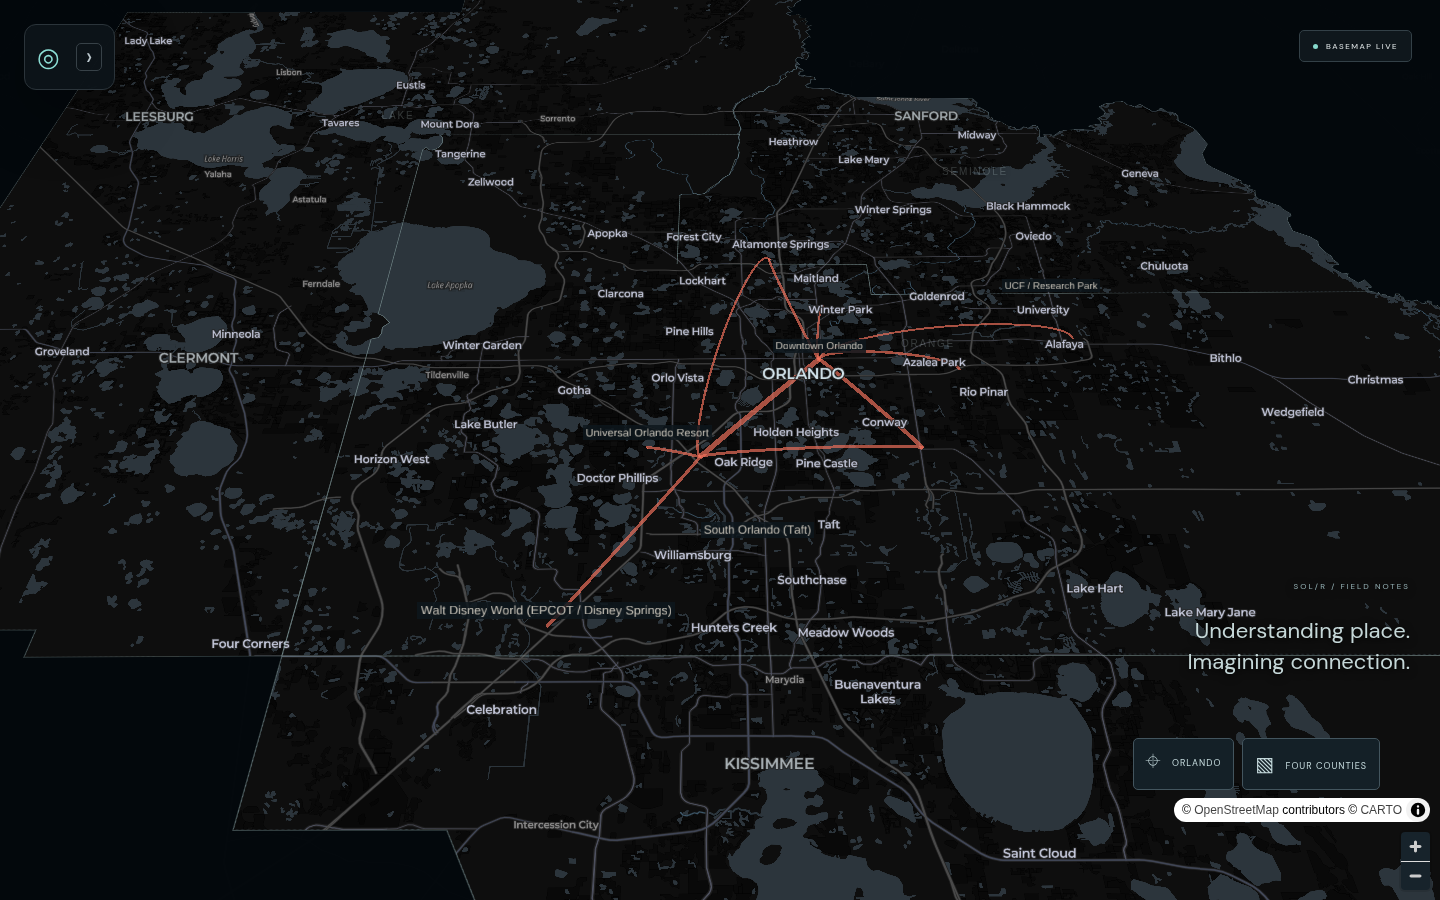 Lady Lake
BASEMAP LIVE
Lisbon
Eustis
LEESBURG
Tavares
LAKE
Mount Dora
Sorrento
SANFORD
Midway
Heathrow
Tangerine
Lake Harris
Yalaha
Lake Mary
SEMINOLE
Geneva
Zellwood
Astatula
Winter Springs
Black Hammock
Apopka
Forest City
Altamonte Springs
Oviedo
Chuluota
Ferndale
Lake Apopka
Lockhart
Maitland
UCF / Research Park
Clarcona
Goldenrod
Winter Park
University
Minneola
Pine Hills
Groveland
CLERMONT
Winter Garden
Downtown Orlando
ORANGE
Alafaya
Azalea Park
Bithlo
Tildenville
Orlo Vista
ORLANDO
Christmas
Gotha
Rio Pinar
Wedgefield
Lake Butler
Universal Orlando Resort
Holden Heights
Conway
Horizon West
Oak Ridge
Pine Castle
Doctor Phillips
South Orlando (Taft)
Taft
Williamsburg
Southchase
SOL/R / FIELD NOTES
Lake Hart
Walt Disney World (EPCOT / Disney Springs)
Lake Mary Jane
Hunters Creek
Meadow Woods
Understanding place.
Four Corners
Imagining connection.
Marydia
Buenaventura
Lakes
Celebration
KISSIMMEE
ORLANDO
FOUR COUNTIES
© OpenStreetMap contributors © CARTO
Intercession City
Saint Cloud